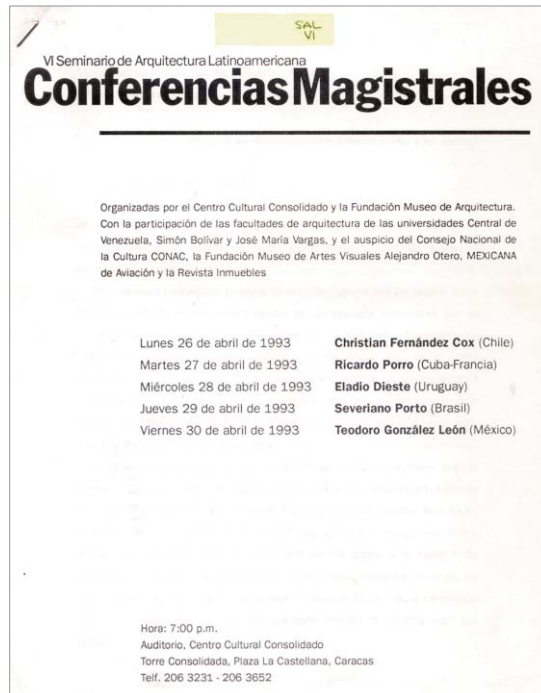 SAL
VI
VI Seminario de Arquitectura Latinoamericana
Conferencias Magistrales
Organizadas por el Centro Cultural Consolidado y la Fundación Museo de Arquitectura.
Con la participación de las facultades de arquitectura de las universidades Central de
Venezuela, Simón Bolívar y José María Vargas, y el auspicio del Consejo Nacional de
la Cultura CONAC, la Fundación Museo de Artes Visuales Alejandro Otero, MEXICANA
de Aviación y la Revista Inmuebles
Lunes 26 de abril de 1993 Christian Fernández Cox (Chile)
Martes 27 de abril de 1993 Ricardo Porro (Cuba-Francia)
Miércoles 28 de abril de 1993 Eladio Dieste (Uruguay)
Jueves 29 de abril de 1993 Severiano Porto (Brasil)
Viernes 30 de abril de 1993 Teodoro González León (México)
Hora: 7:00 p.m.
Auditorio, Centro Cultural Consolidado
Torre Consolidada, Plaza La Castellana, Caracas
Telf. 206 3231 - 206 3652